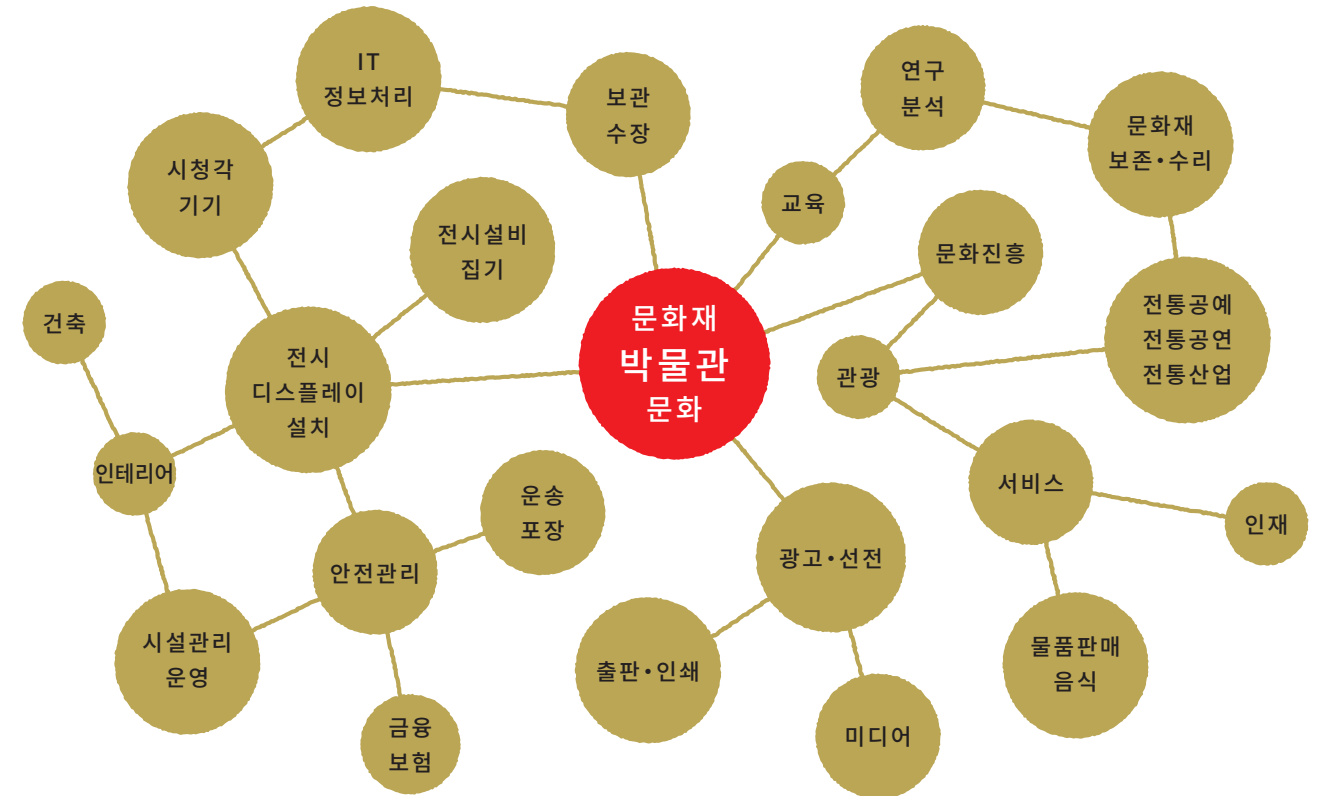 IT
정보처리
보관
수장
연구
분석
문화재
보존·수리
시청각
기기
교육
전시설비
집기
문화진흥
건축
문화재
박물관
문화
전통공예
전통공연
전통산업
전시
디스플레이
설치
관광
인테리어
서비스
운송
포장
인재
안전관리
광고·선전
시설관리
운영
출판·인쇄
물품판매
음식
금융
보험
미디어